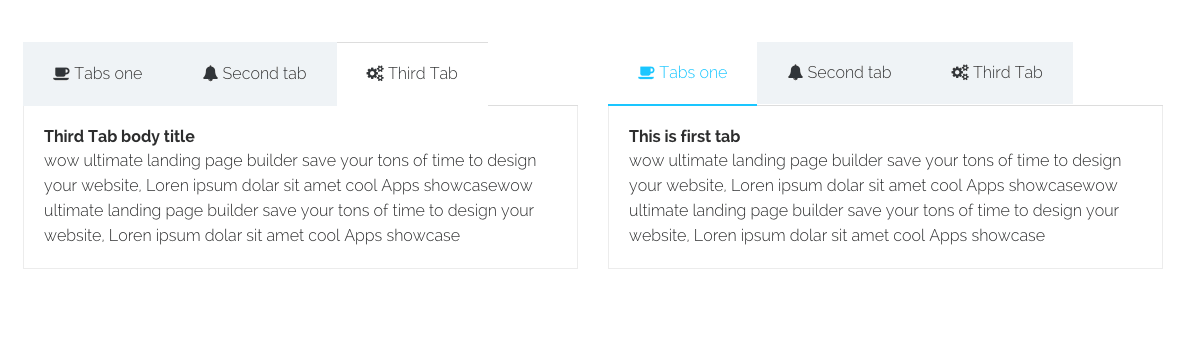 Tabs one Second tab Third Tab
Third Tab body title
wow ultimate landing page builder save your tons of time to design
your website, Loren ipsum dolar sit amet cool Apps showcasewow
ultimate landing page builder save your tons of time to design your
website, Loren ipsum dolar sit amet cool Apps showcase
Tabs one Second tab Third Tab
This is first tab
wow ultimate landing page builder save your tons of time to design
your website, Loren ipsum dolar sit amet cool Apps showcasewow
ultimate landing page builder save your tons of time to design your
website, Loren ipsum dolar sit amet cool Apps showcase